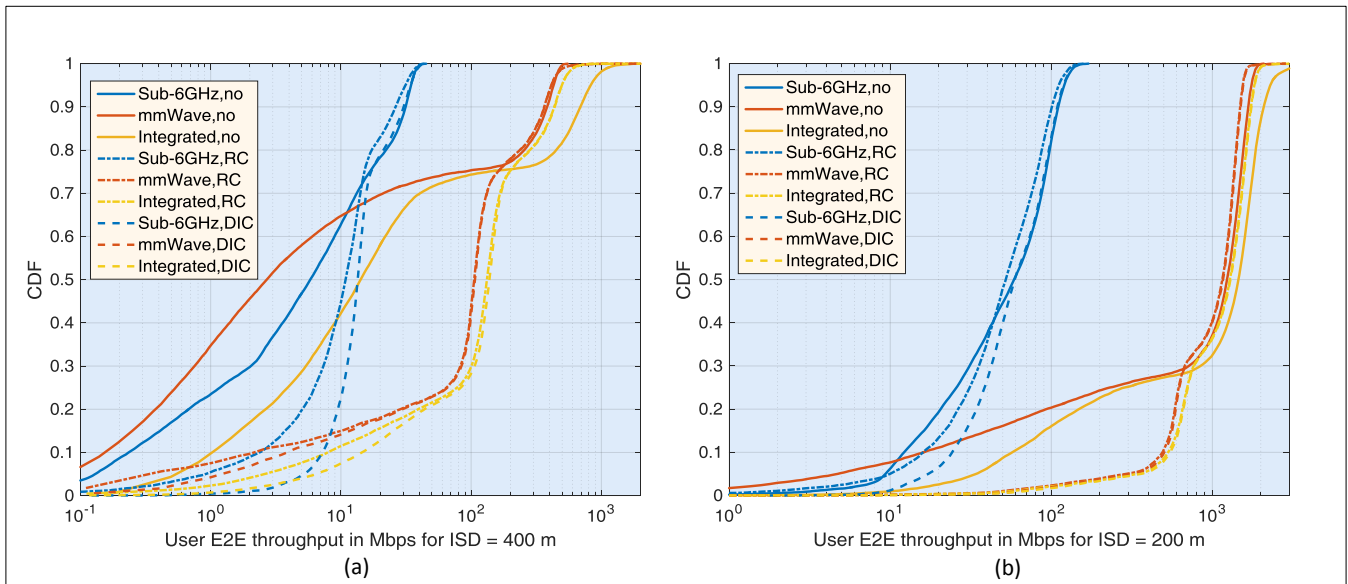 1
0.9
0.8
0.7
0.6
0.5
0.4
0.3
0.2
0.1
0
CDF
Sub-6GHz,no
mmWave,no
Integrated,no
Sub-6GHz,RC
mmWave,RC
Integrated,RC
Sub-6GHz,DIC
mmWave,DIC
Integrated,DIC
10-1 100 101 102 103
User E2E throughput in Mbps for ISD = 400 m
(a)
1
0.9
0.8
0.7
0.6
0.5
0.4
0.3
0.2
0.1
0
CDF
Sub-6GHz,no
mmWave,no
Integrated,no
Sub-6GHz,RC
mmWave,RC
Integrated,RC
Sub-6GHz,DIC
mmWave,DIC
Integrated,DIC
100 101 102 103
User E2E throughput in Mbps for ISD = 200 m
(b)